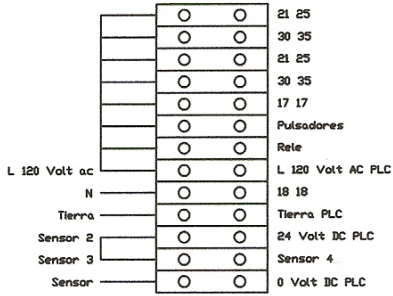 21 25
30 35
21 25
30 35
17 17
Pulsadores
Rele
L 120 Volt ac L 120 Volt AC PLC
N 18 18
Tierra Tierra PLC
Sensor 2 24 Volt DC PLC
Sensor 3 Sensor 4
Sensor 0 Volt DC PLC